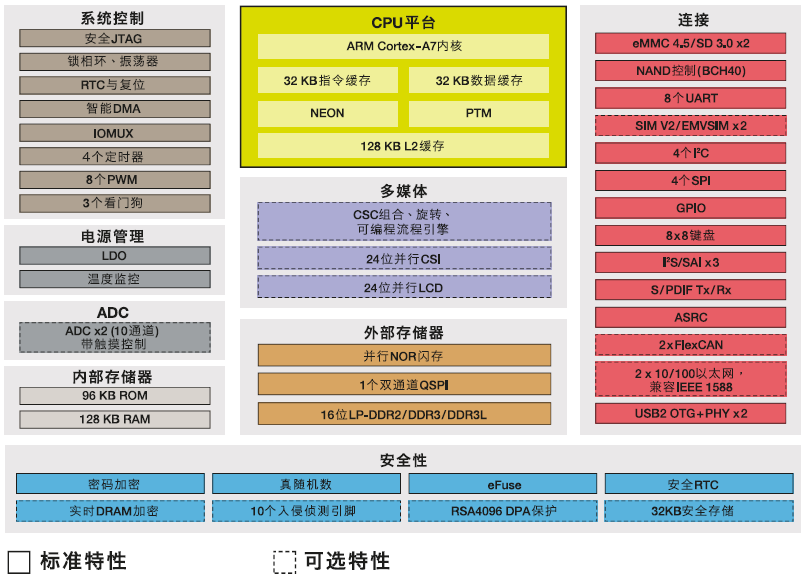 系统控制
安全JTAG
锁相环、振荡器
RTC与复位
智能DMA
IOMUX
4个定时器
8个PWM
3个看门狗
电源管理
LDO
温度监控
ADC
ADC x2 (10通道)
带触摸控制
内部存储器
96 KB ROM
128 KB RAM
CPU平台
ARM Cortex-A7内核
32 KB指令缓存
32 KB数据缓存
NEON
PTM
128 KB L2缓存
多媒体
CSC组合、旋转、
可编程流程引擎
24位并行CSI
24位并行LCD
外部存储器
并行NOR闪存
1个双通道QSPI
16位LP-DDR2/DDR3/DDR3L
连接
eMMC 4.5/SD 3.0 x2
NAND控制(BCH40)
8个UART
SIM V2/EMVSIM x2
4个I²C
4个SPI
GPIO
8x8键盘
I²S/SAI x3
S/PDIF Tx/Rx
ASRC
2xFlexCAN
2 x 10/100以太网，
兼容IEEE 1588
USB2 OTG+PHY x2
安全性
密码加密
真随机数
eFuse
安全RTC
实时DRAM加密
10个入侵侦测引脚
RSA4096 DPA保护
32KB安全存储
标准特性
可选特性